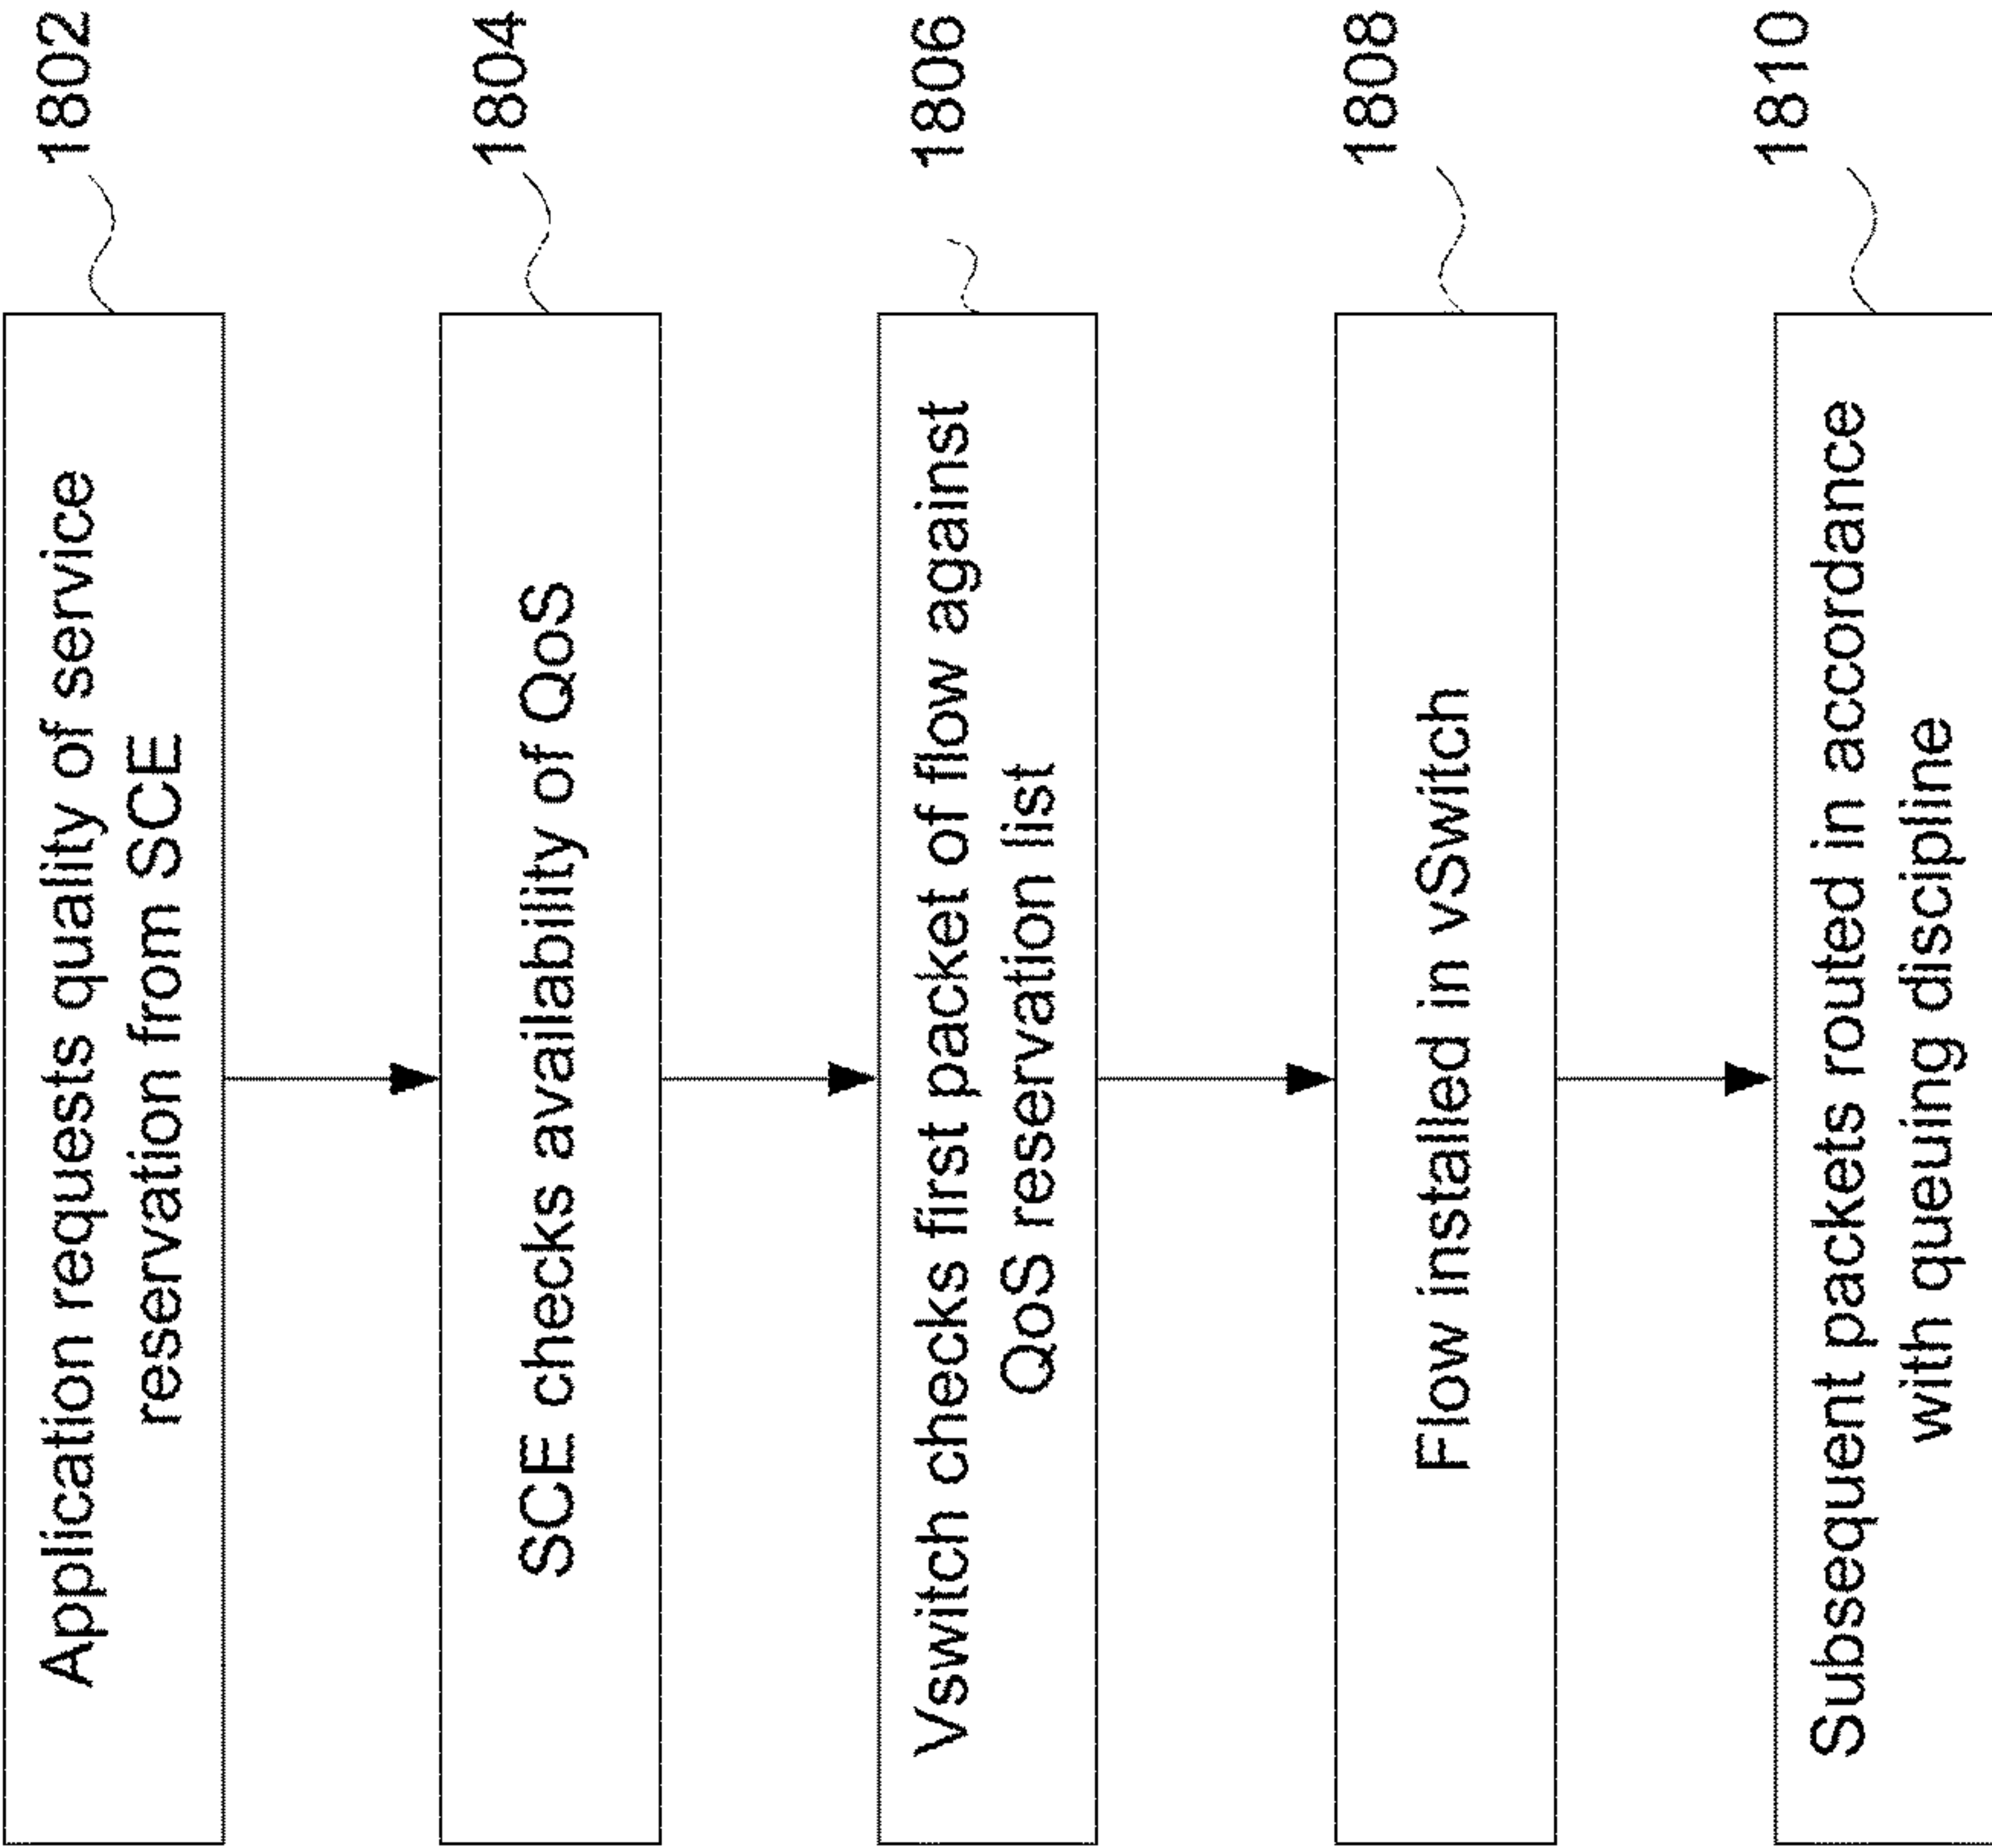 Application requests quality of service
reservation from SCE
1802
SCE checks availability of QoS
1804
Vswitch checks first packet of flow against
QoS reservation list
1806
Flow installed in vSwitch
1808
Subsequent packets routed in accordance
with queuing discipline
1810